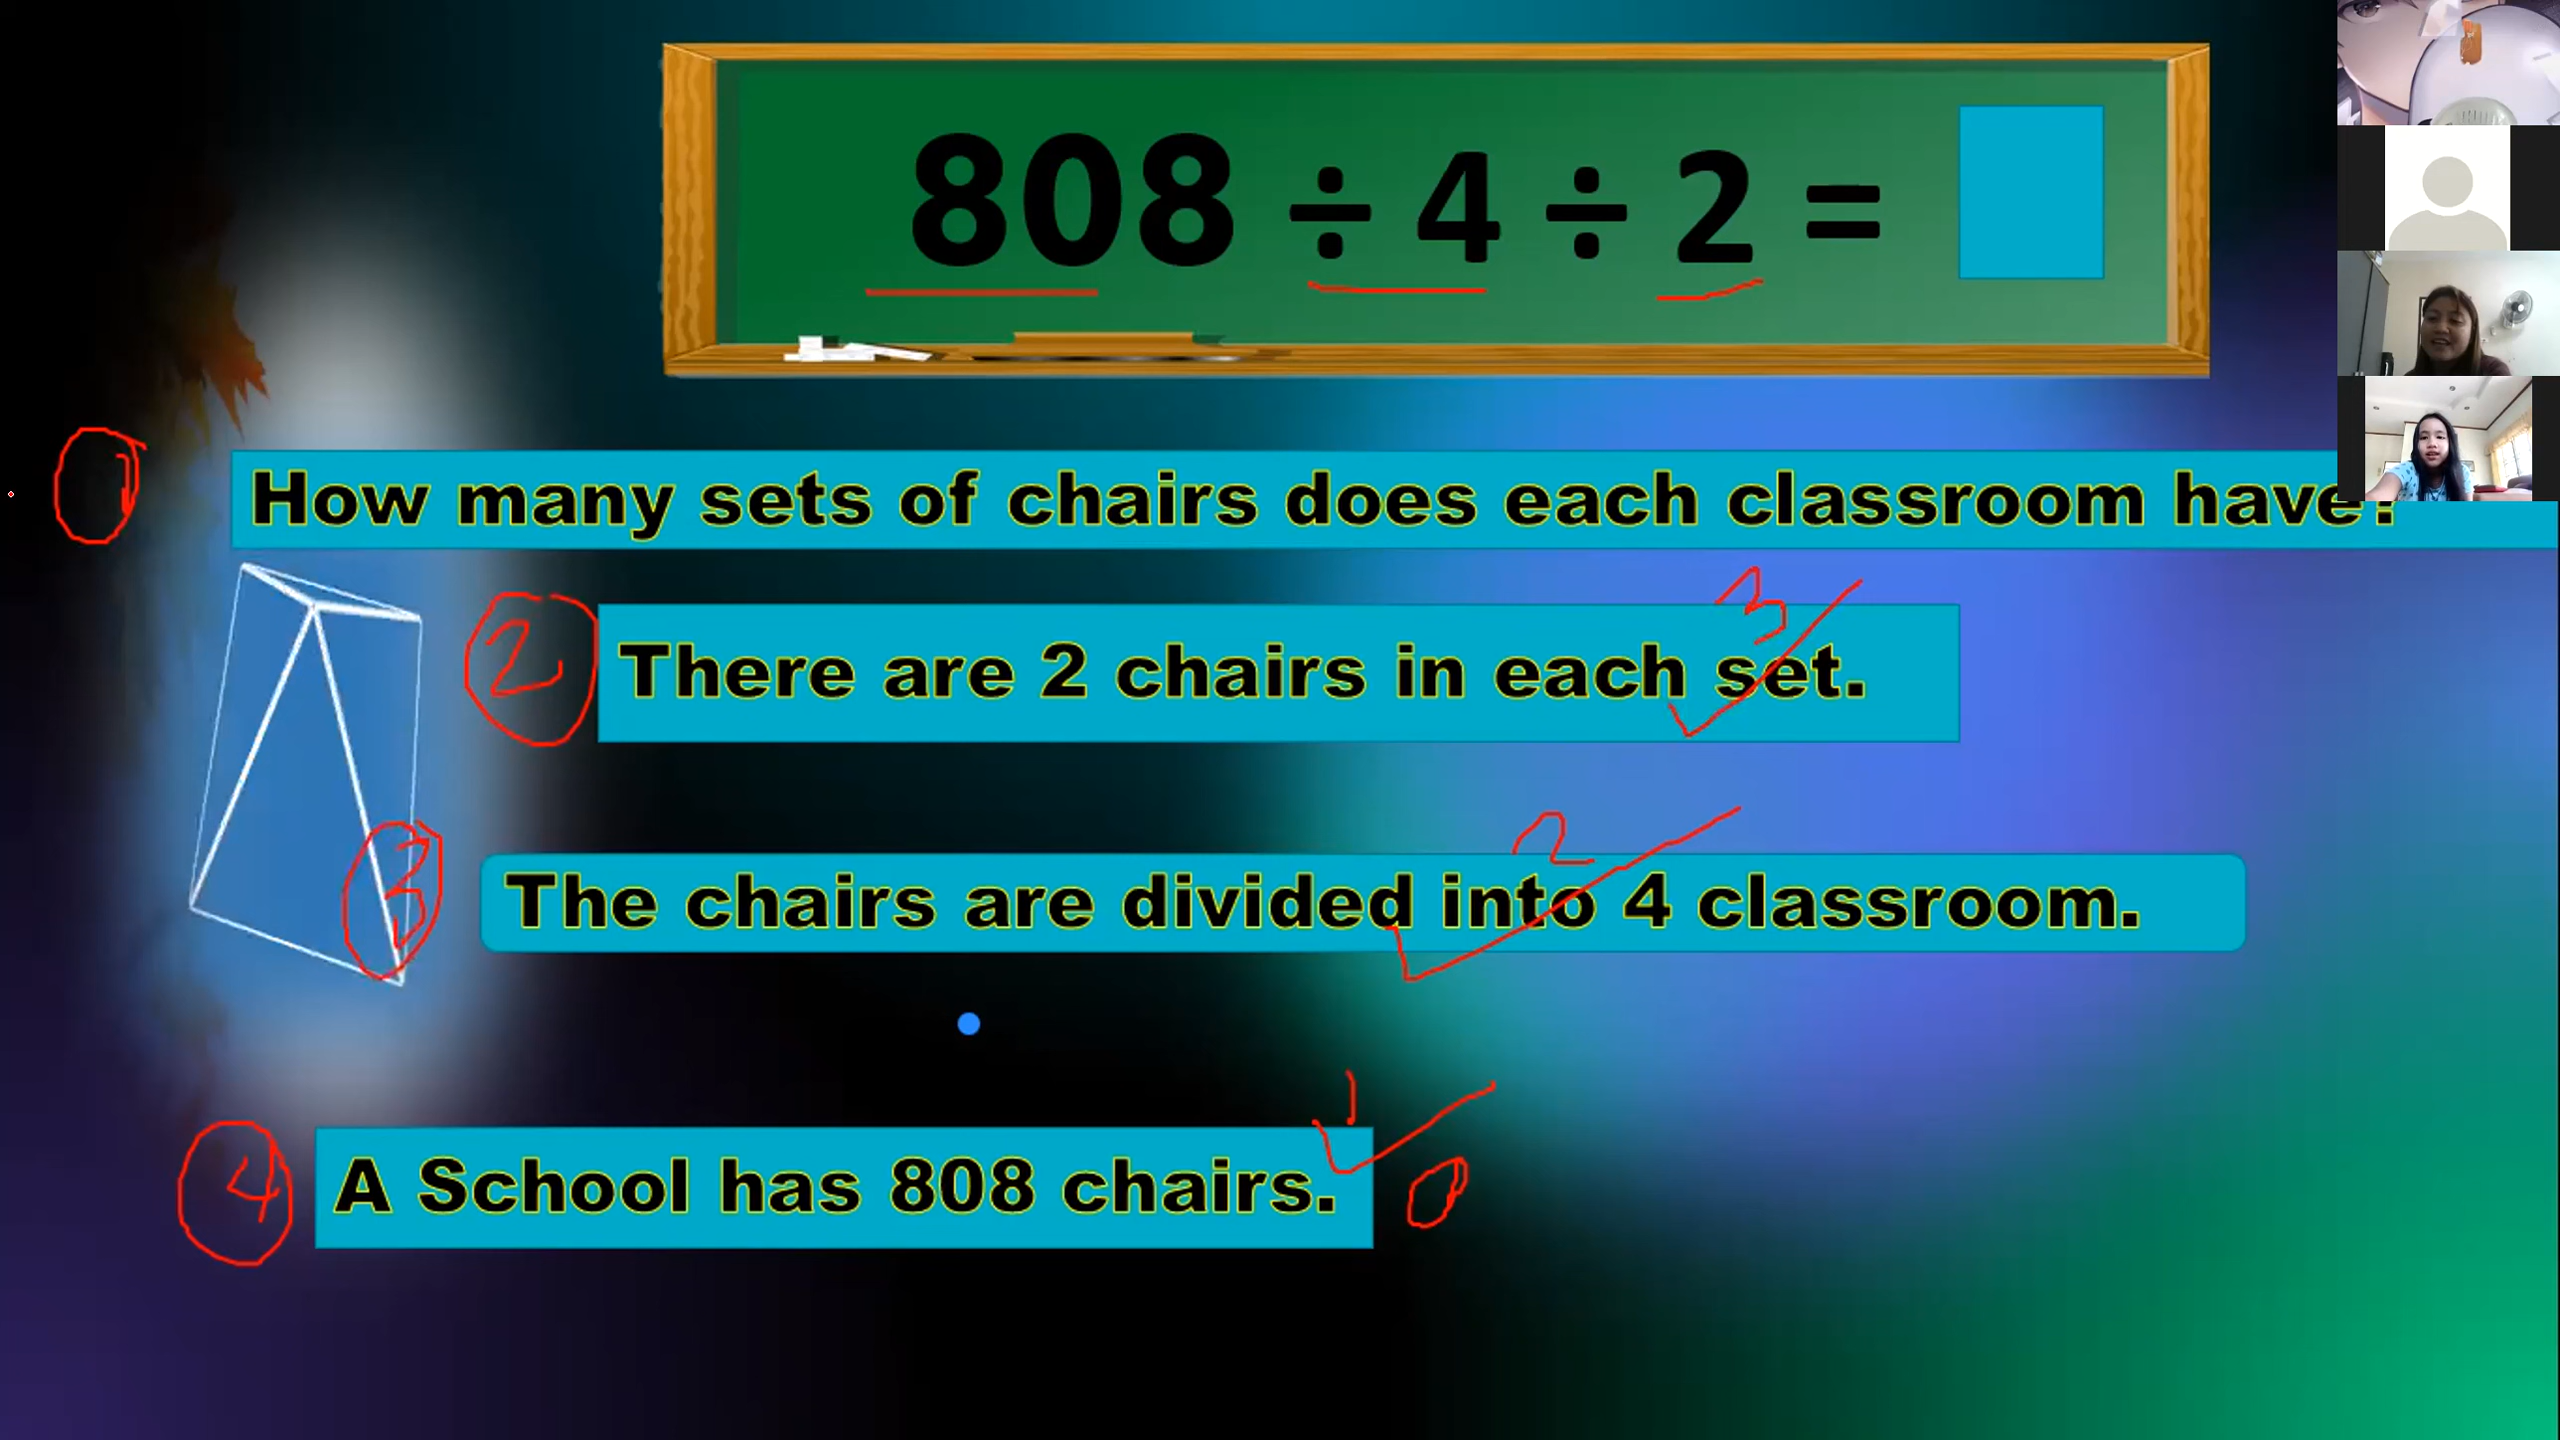 808 ÷ 4 ÷ 2 =
1 How many sets of chairs does each classroom have?
3
2 There are 2 chairs in each set.
2
3 The chairs are divided into 4 classroom.
1
4 A School has 808 chairs.
0